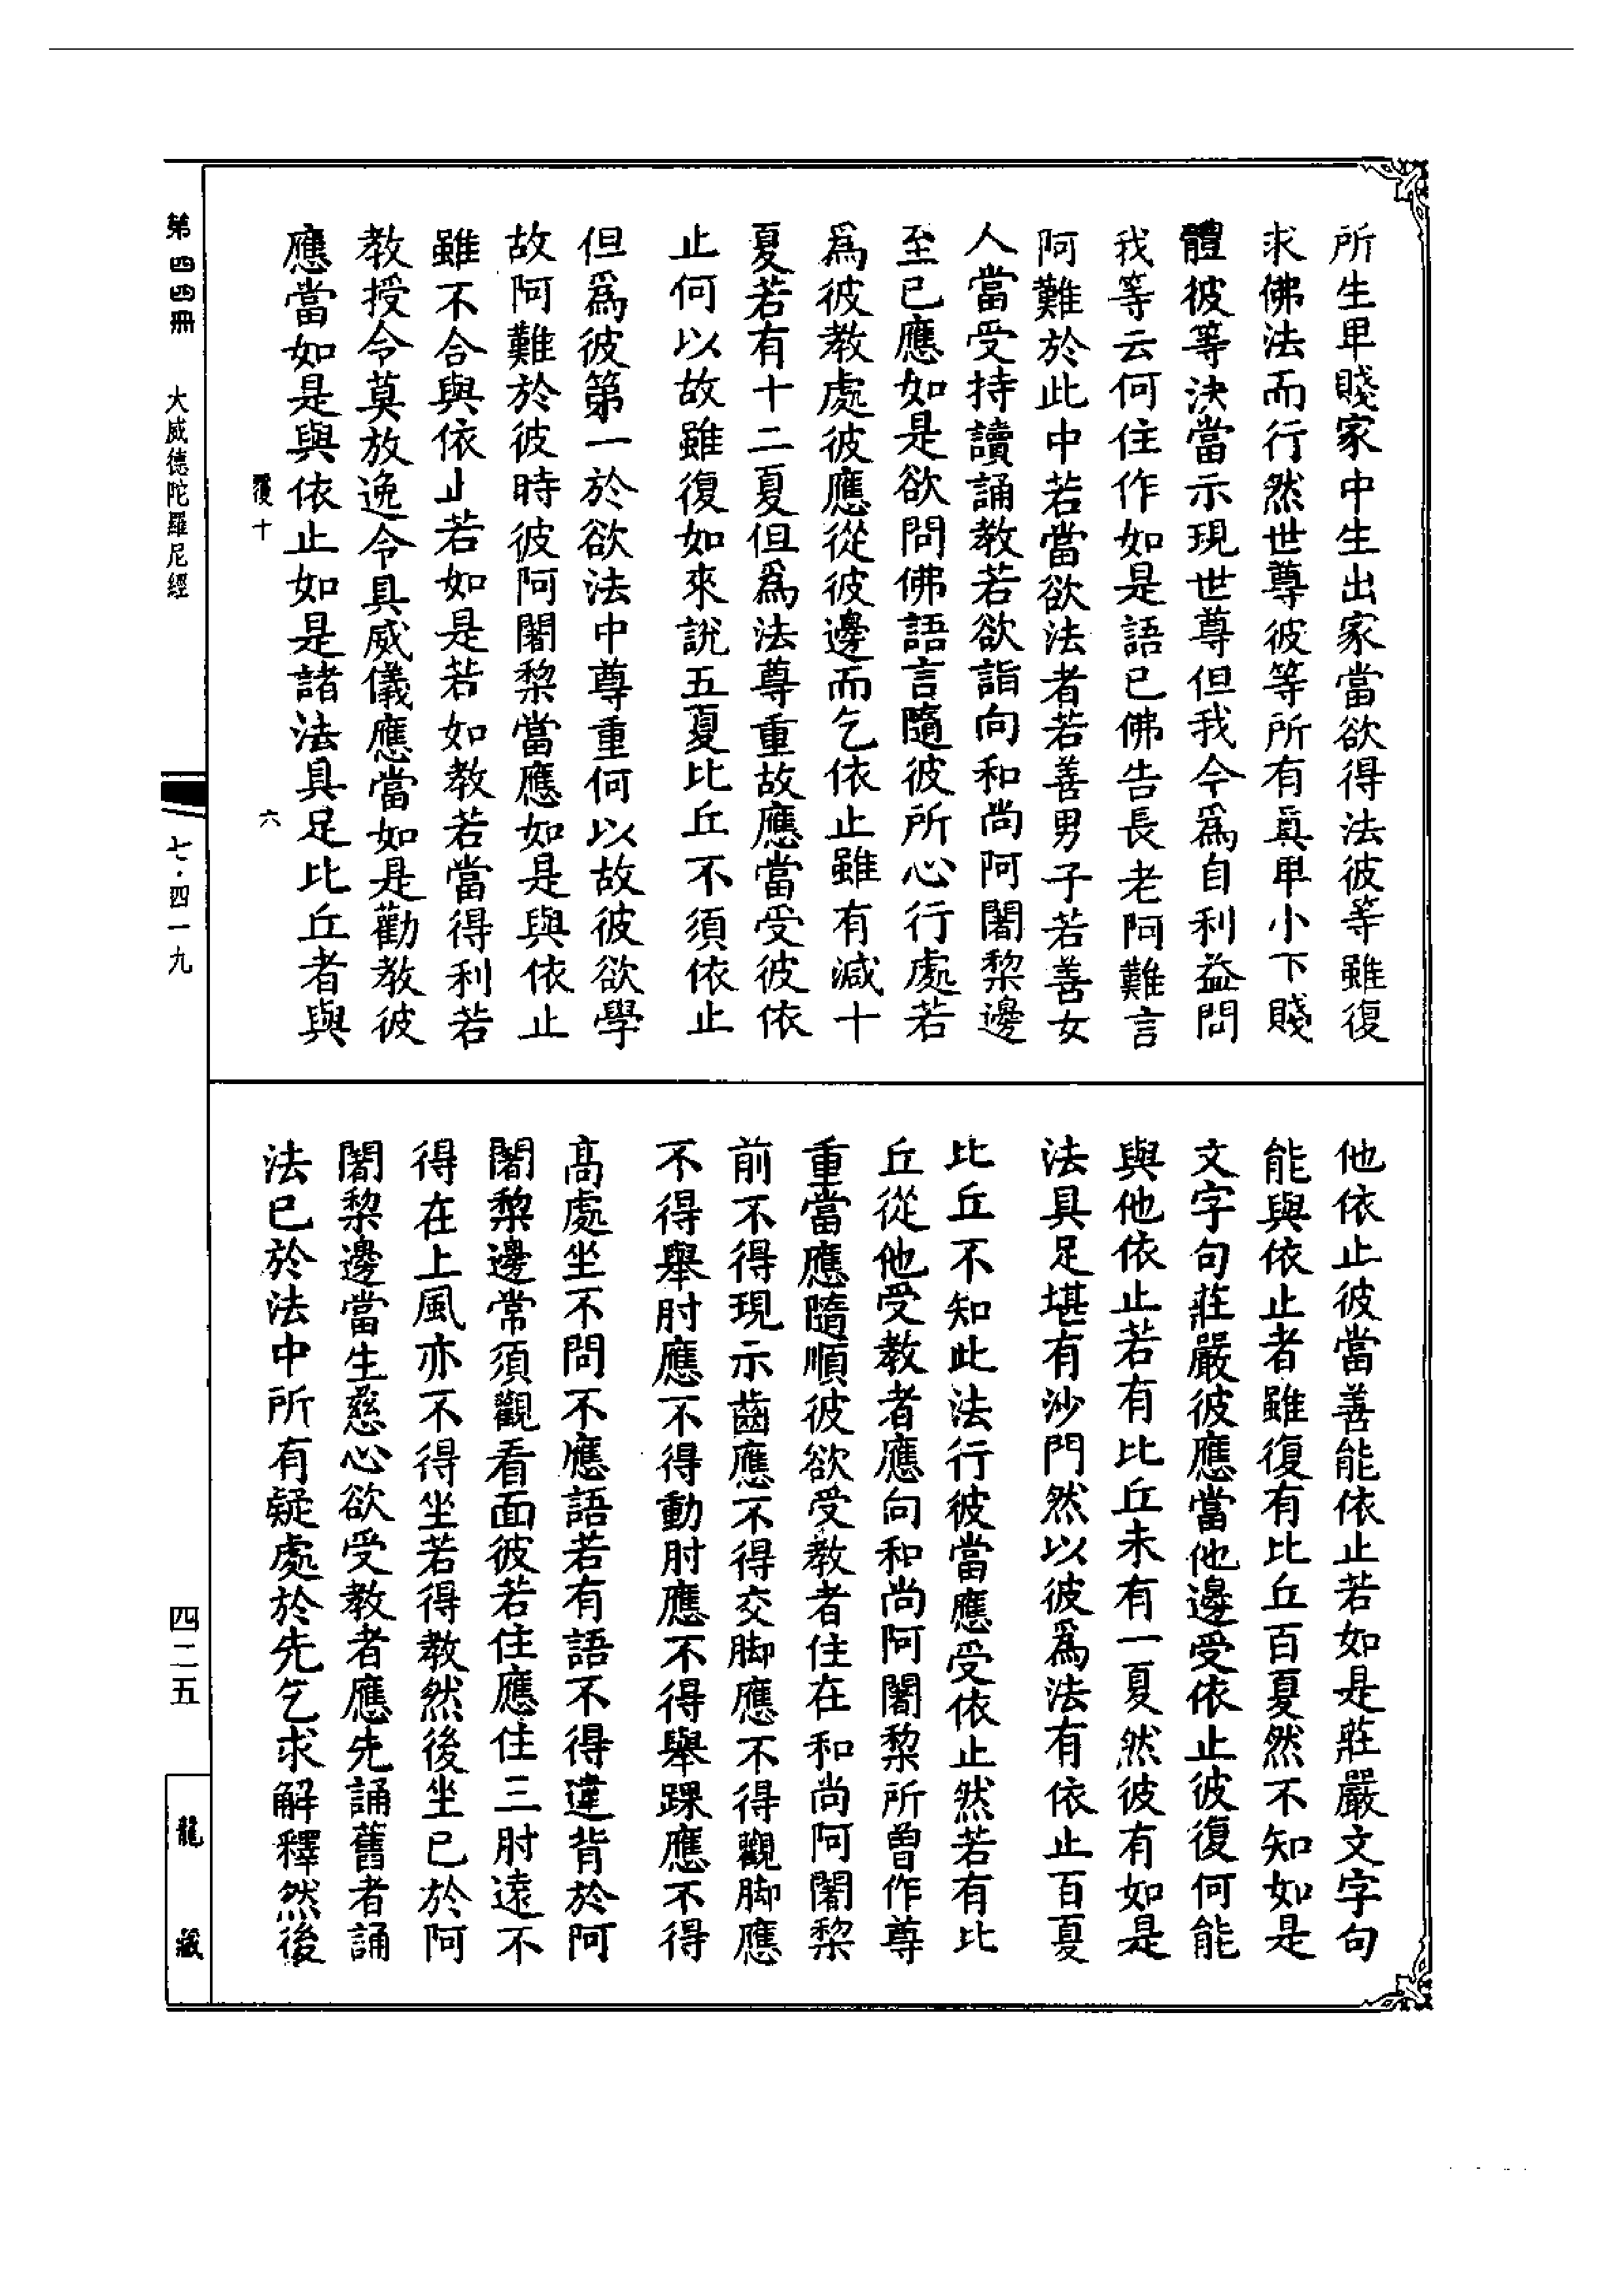 所生卑賤家中生出家當欲得法彼等雖復
求佛法而行然世尊彼等所有真卑小下賤
體彼等決當示現世尊但我今爲自利益問
我等云何住作如是語已佛告長老阿難言
阿難於此中若當欲法者若善男子若善女
人當受持讀誦教若欲詣向和尚阿闍梨邊
至已應如是欲問佛語言隨彼所心行處若
爲彼教處彼應從彼邊而乞依止雖有減十
夏若有十二夏但爲法尊重故應當受彼依
止何以故雖復如來說五夏比丘不須依止
但爲彼第一於欲法中尊重何以故彼欲學
故阿難於彼時彼阿闍梨當應如是與依止
雖不合與依止若如是若如教若當得利若
教授令莫放逸令具威儀應當如是勸教彼
應當如是與依止如是諸法具足比丘者與
他依止彼當善能依止若如是莊嚴文字句
能與依止者雖復有比丘百夏然不知如是
文字句莊嚴彼應當他邊受依止彼復何能
與他依止若有比丘未有一夏然彼有如是
法具足堪有沙門然以彼爲法有依止百夏
比丘不知此法行彼當應受依止然若有比
丘從他受教者應向和尚阿闍梨所曾作尊
重當應隨順彼欲受教者住在和尚阿闍梨
前不得現示齒應不得交脚應不得觀脚應
不得舉肘應不得動肘應不得舉踝應不得
高處坐不問不應語若有語不得違背於阿
闍梨邊常須觀看面彼若住應住三肘遠不
得在上風亦不得坐若得教然後坐已於阿
闍梨邊當生慈心欲受教者應先誦舊者誦
法已於法中所有疑處於先乞求解釋然後
覆十
六
第四四冊
大威德陀羅尼經
七·四一九
四二五
龍藏